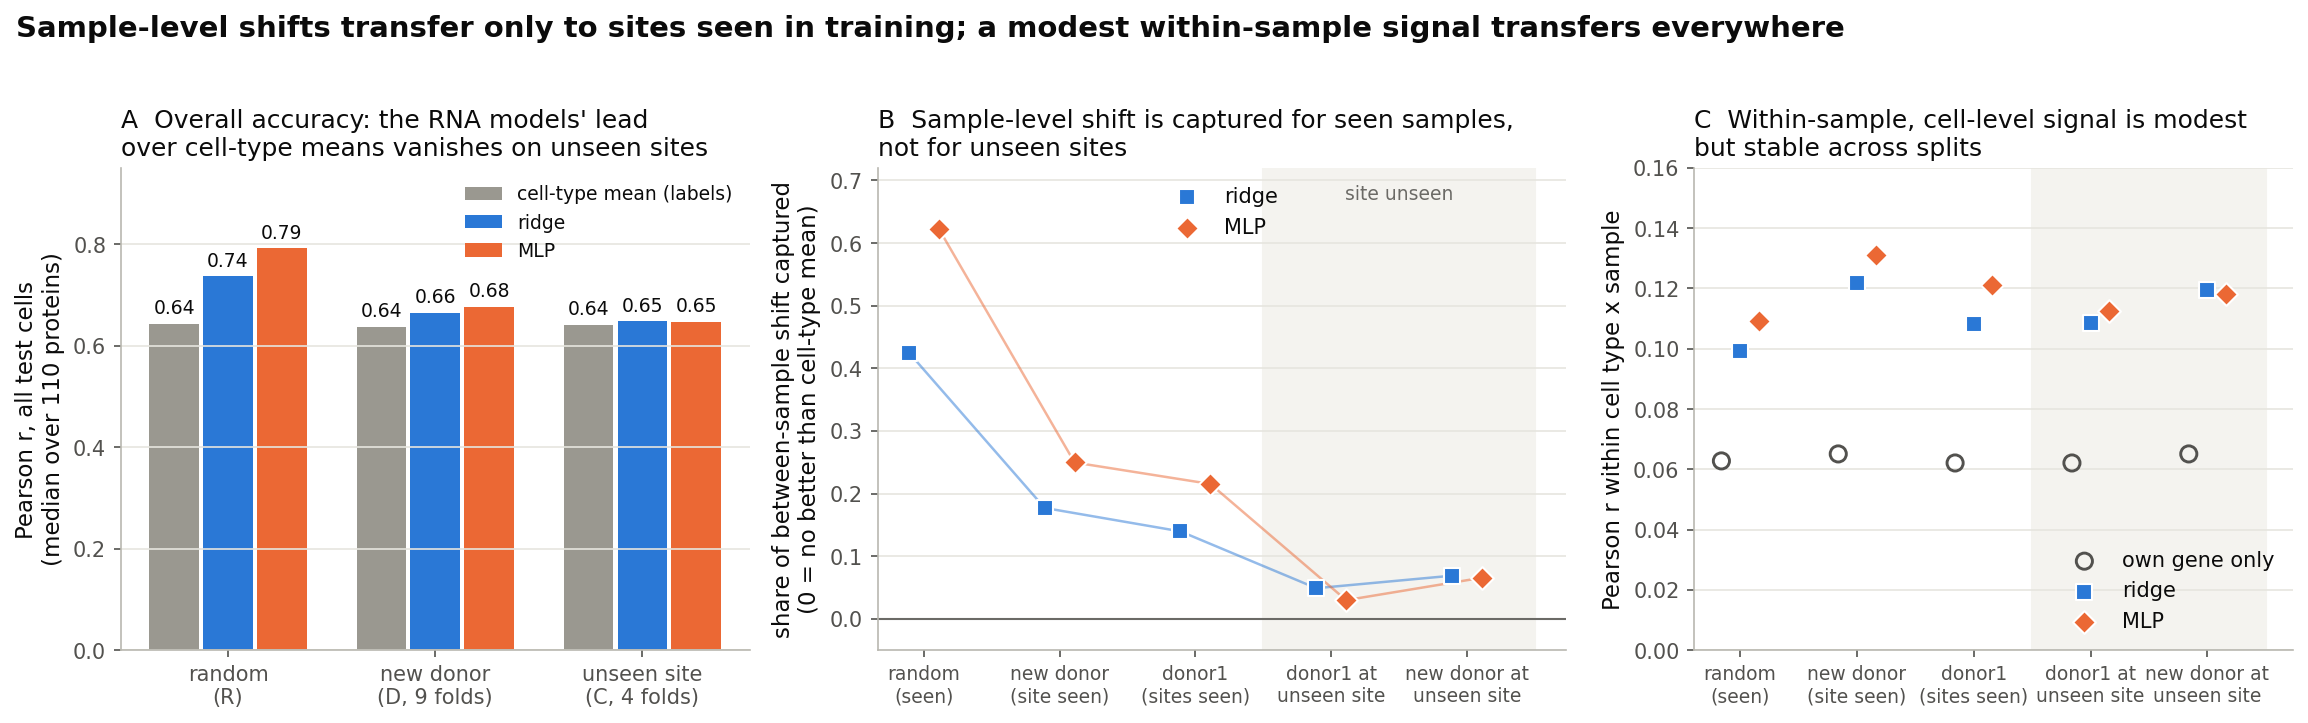 Sample-level shifts transfer only to sites seen in training; a modest within-sample signal transfers everywhere
A  Overall accuracy: the RNA models' lead
over cell-type means vanishes on unseen sites
Pearson r, all test cells
(median over 110 proteins)
0.8
0.6
0.4
0.2
0.0
cell-type mean (labels)
ridge
MLP
0.64
0.74
0.79
0.64
0.66
0.68
0.64
0.65
0.65
random
(R)
new donor
(D, 9 folds)
unseen site
(C, 4 folds)
B  Sample-level shift is captured for seen samples,
not for unseen sites
share of between-sample shift captured
(0 = no better than cell-type mean)
0.7
0.6
0.5
0.4
0.3
0.2
0.1
0.0
ridge
MLP
site unseen
random
(seen)
new donor
(site seen)
donor1
(sites seen)
donor1 at
unseen site
new donor at
unseen site
C  Within-sample, cell-level signal is modest
but stable across splits
Pearson r within cell type x sample
0.16
0.14
0.12
0.10
0.08
0.06
0.04
0.02
0.00
own gene only
ridge
MLP
random
(seen)
new donor
(site seen)
donor1
(sites seen)
donor1 at
unseen site
new donor at
unseen site